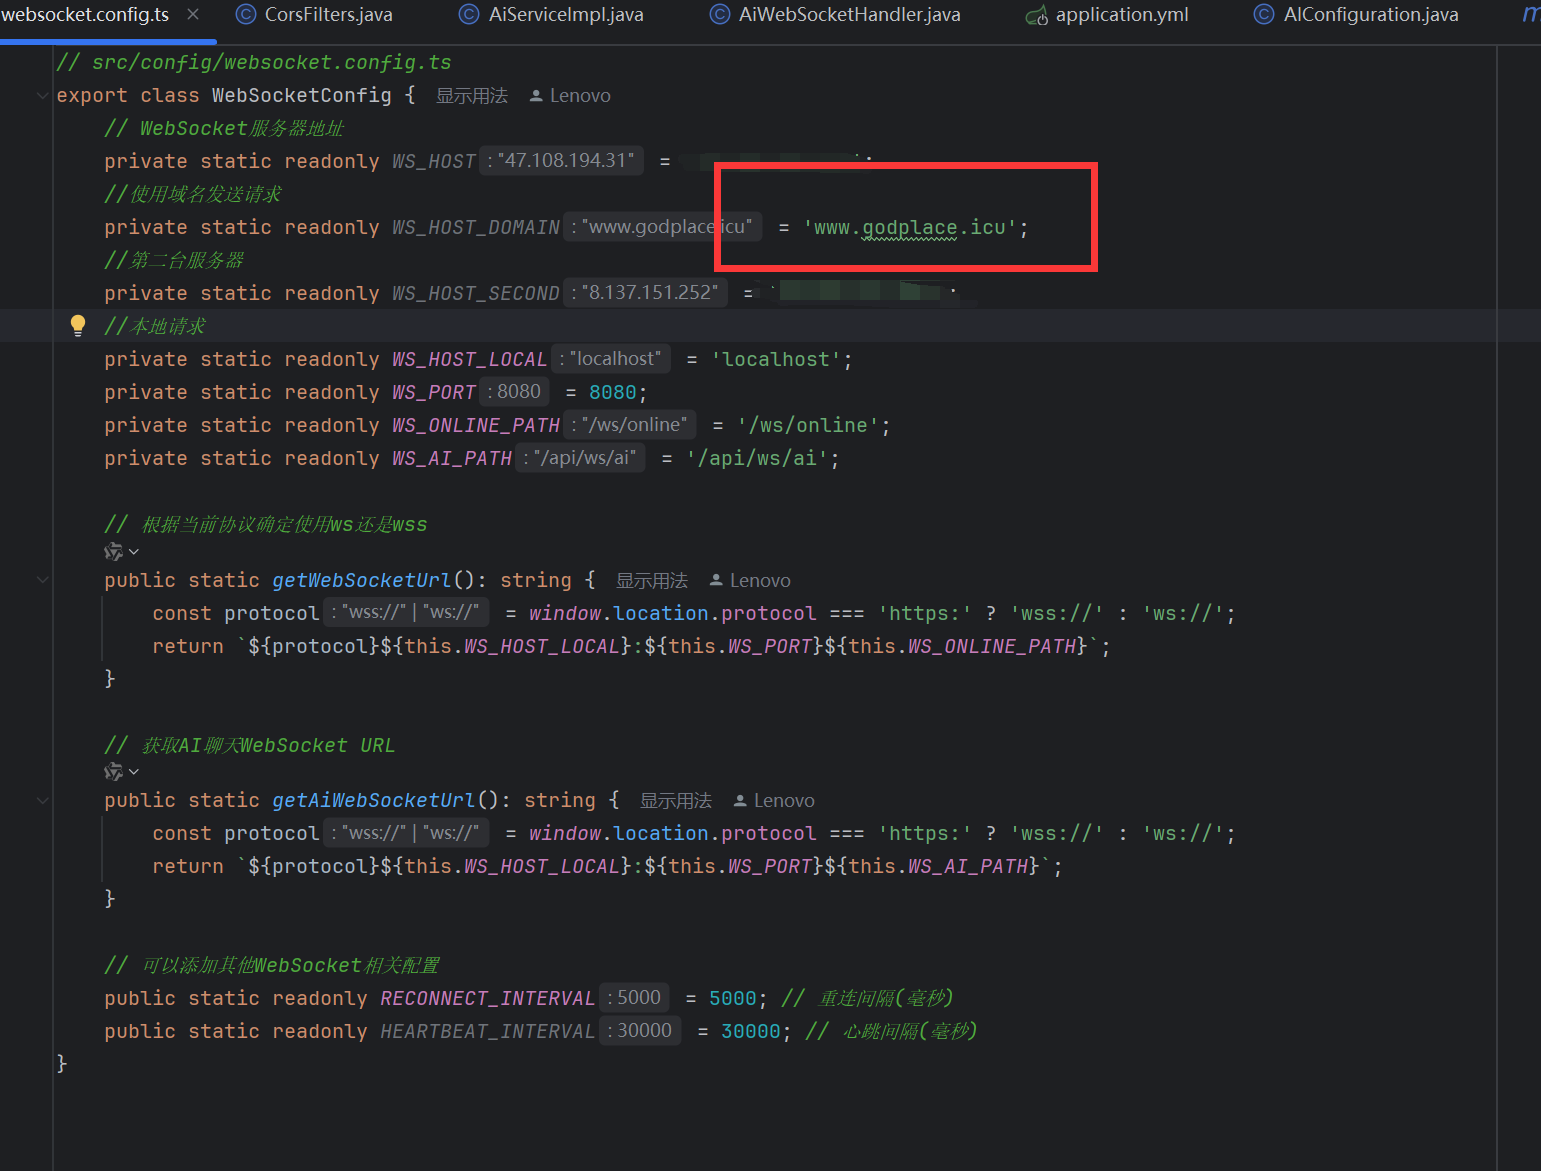 websocket.config.ts × CorsFilters.java AiServiceImpl.java AiWebSocketHandler.java application.yml AIConfiguration.java m
// src/config/websocket.config.ts
export class WebSocketConfig { 显示用法 Lenovo
// WebSocket服务器地址
private static readonly WS_HOST : "47.108.194.31" = ';
//使用域名发送请求
private static readonly WS_HOST_DOMAIN : "www.godplace.icu" = 'www.godplace.icu';
//第二台服务器
private static readonly WS_HOST_SECOND : "8.137.151.252" = ' ;
//本地请求
private static readonly WS_HOST_LOCAL : "localhost" = 'localhost';
private static readonly WS_PORT : 8080 = 8080;
private static readonly WS_ONLINE_PATH : "/ws/online" = '/ws/online';
private static readonly WS_AI_PATH : "/api/ws/ai" = '/api/ws/ai';
// 根据当前协议确定使用ws还是wss
public static getWebSocketUrl(): string { 显示用法 Lenovo
const protocol : "wss://" | "ws://" = window.location.protocol === 'https:' ? 'wss://' : 'ws://';
return `${protocol}${this.WS_HOST_LOCAL}:${this.WS_PORT}${this.WS_ONLINE_PATH}`;
}
// 获取AI聊天WebSocket URL
public static getAiWebSocketUrl(): string { 显示用法 Lenovo
const protocol : "wss://" | "ws://" = window.location.protocol === 'https:' ? 'wss://' : 'ws://';
return `${protocol}${this.WS_HOST_LOCAL}:${this.WS_PORT}${this.WS_AI_PATH}`;
}
// 可以添加其他WebSocket相关配置
public static readonly RECONNECT_INTERVAL : 5000 = 5000; // 重连间隔(毫秒)
public static readonly HEARTBEAT_INTERVAL : 30000 = 30000; // 心跳间隔(毫秒)
}